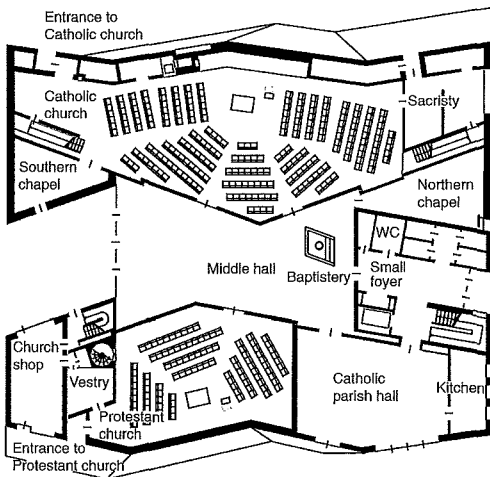 Entrance to
Catholic church
Catholic
church
Sacristy
Southern
chapel
Northern
chapel
WC
Middle hall
Baptistery
Small
foyer
Church
shop
Vestry
Catholic
parish hall
Kitchen
Protestant
church
Entrance to
Protestant church